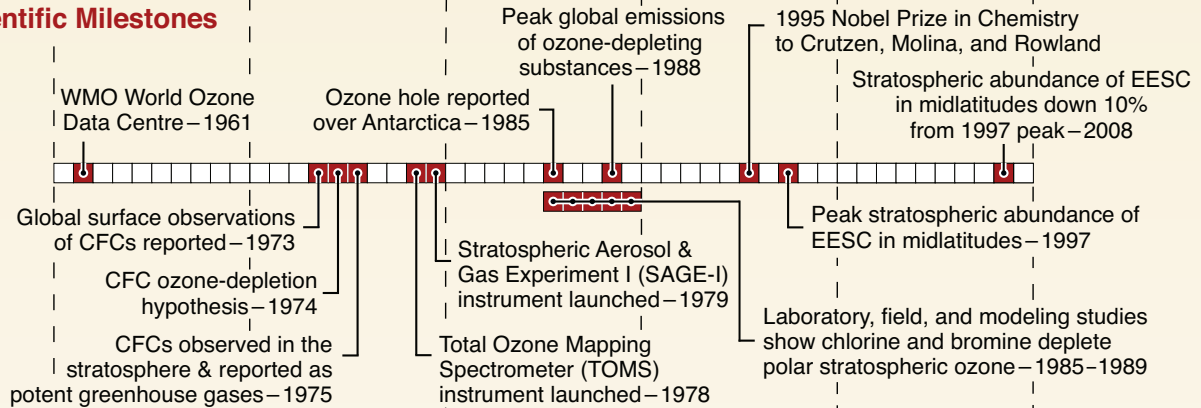 entific Milestones
Peak global emissions
of ozone-depleting
substances – 1988
1995 Nobel Prize in Chemistry
to Crutzen, Molina, and Rowland
WMO World Ozone
Data Centre – 1961
Ozone hole reported
over Antarctica – 1985
Stratospheric abundance of EESC
in midlatitudes down 10%
from 1997 peak – 2008
Global surface observations
of CFCs reported – 1973
CFC ozone-depletion
hypothesis – 1974
CFCs observed in the
stratosphere & reported as
potent greenhouse gases – 1975
Stratospheric Aerosol &
Gas Experiment I (SAGE-I)
instrument launched – 1979
Total Ozone Mapping
Spectrometer (TOMS)
instrument launched – 1978
Peak stratospheric abundance of
EESC in midlatitudes – 1997
Laboratory, field, and modeling studies
show chlorine and bromine deplete
polar stratospheric ozone – 1985-1989